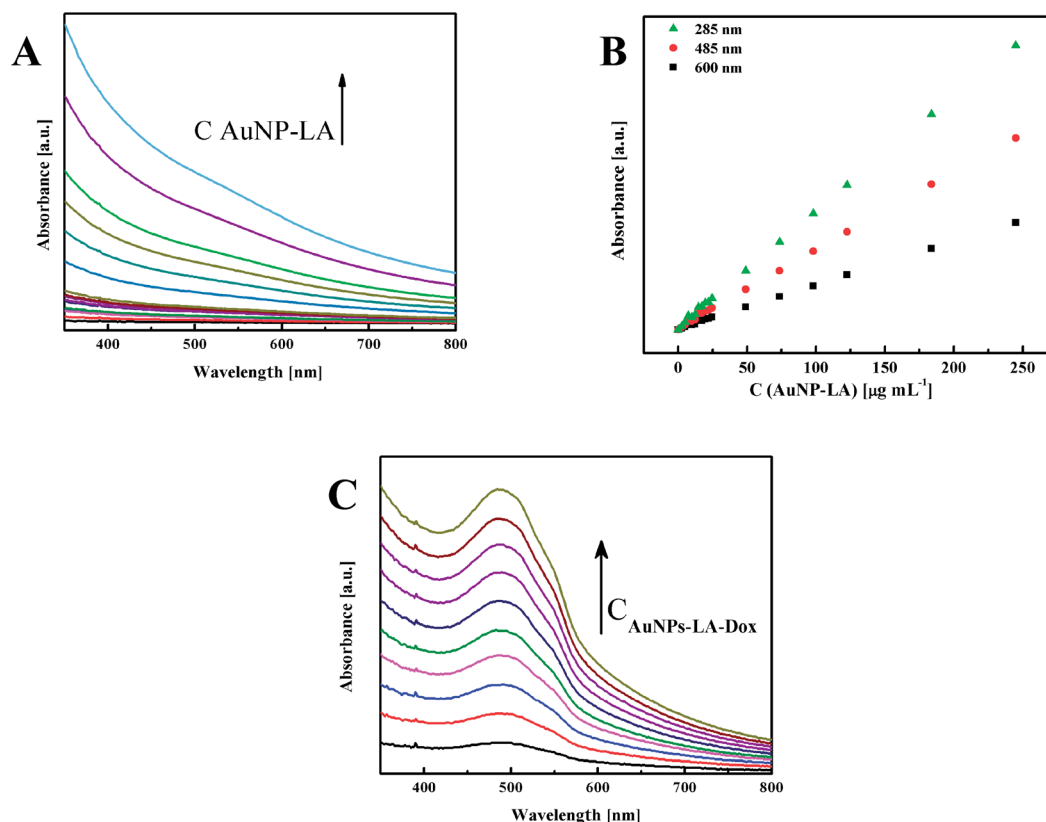 A
C AuNP-LA
Absorbance [a.u.]
400 500 600 700 800
Wavelength [nm]
B
285 nm
485 nm
600 nm
Absorbance [a.u.]
0 50 100 150 200 250
C (AuNP-LA) [μg mL⁻¹]
C
C AuNPs-LA-Dox
Absorbance [a.u.]
400 500 600 700 800
Wavelength [nm]